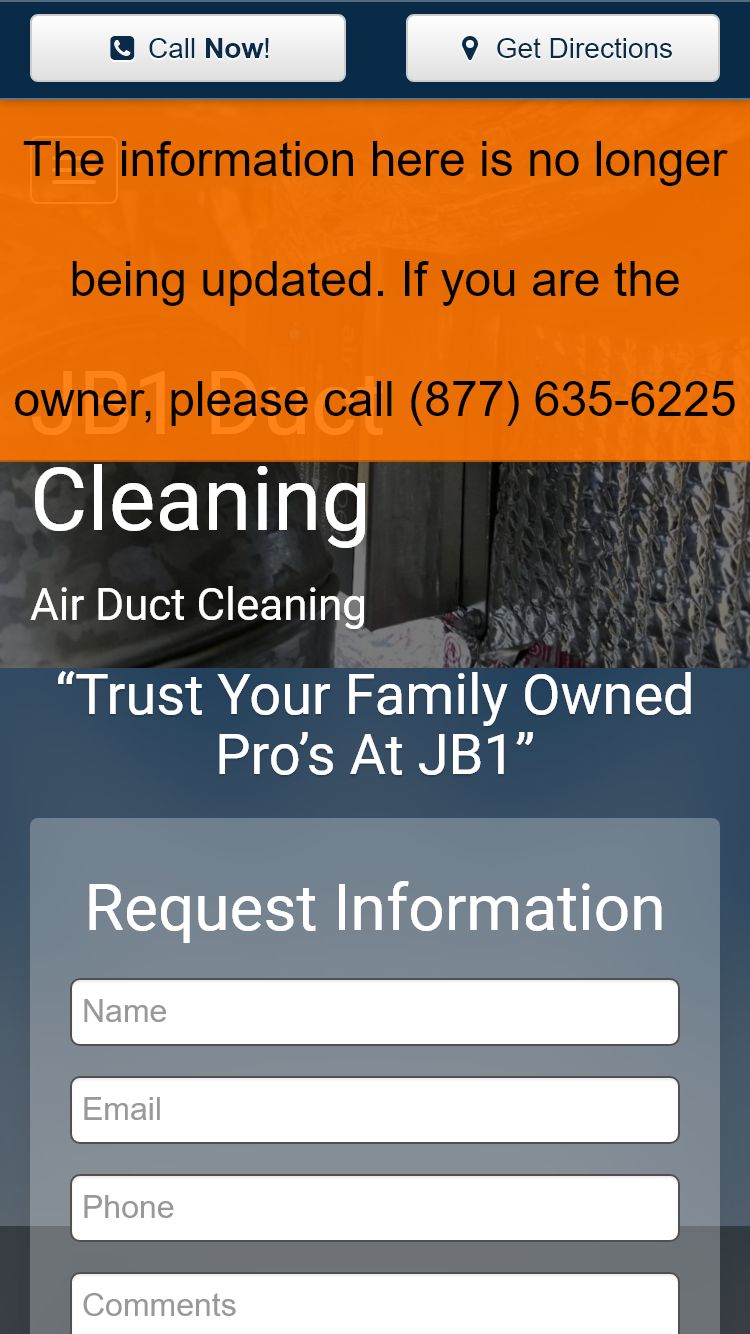 Call Now!
Get Directions
The information here is no longer
being updated. If you are the
owner, please call (877) 635-6225
JB1 Duct
Cleaning
Air Duct Cleaning
“Trust Your Family Owned
Pro’s At JB1”
Request Information
Name
Email
Phone
Comments